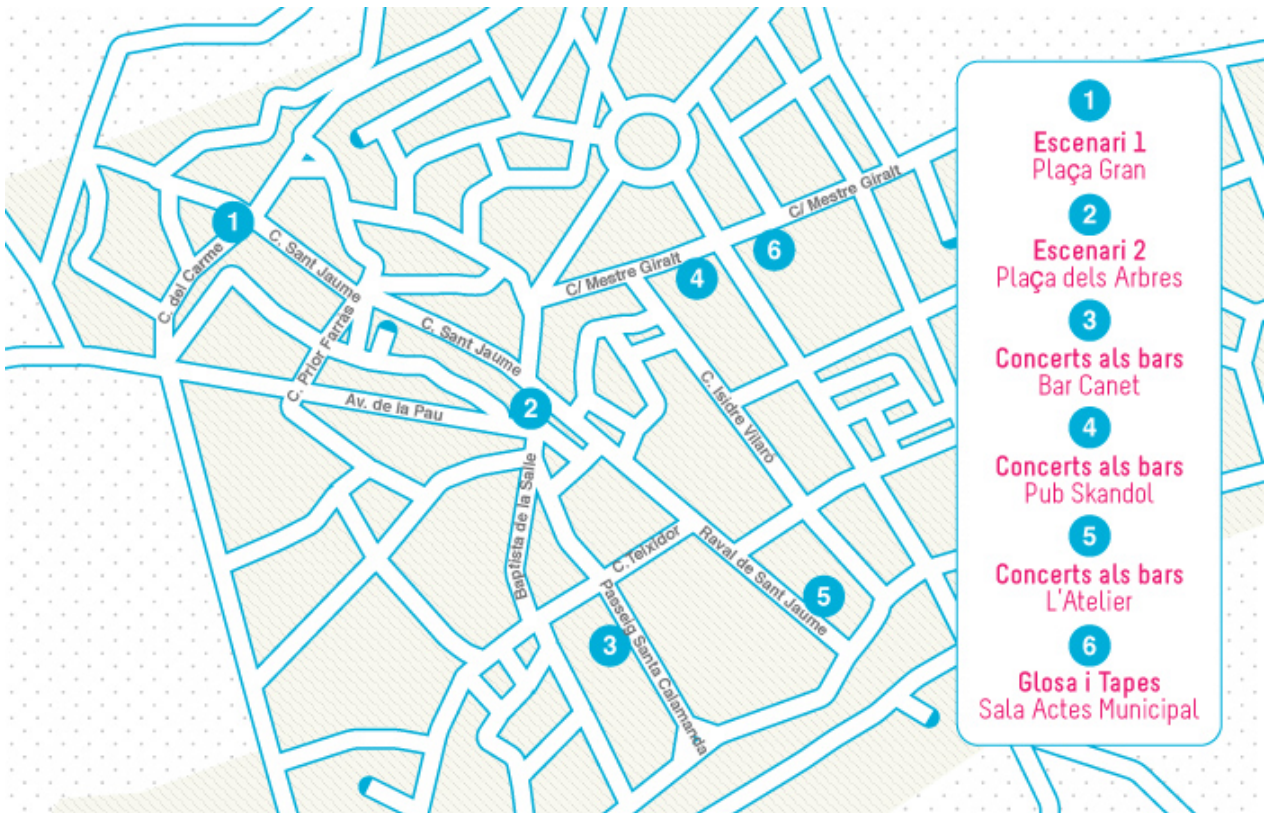 C/ Mestre Giralt
1
C. Sant Jaume
C. del Carme
6
C/ Mestre Giralt
4
C. Prior Farràs
C. Sant Jaume
Av. de la Pau
2
C. Isidre Vilaró
Baptista de la Salle
C. Teixidor
Raval de Sant Jaume
5
3
Passeig Santa Calamanda
1
Escenari 1
Plaça Gran
2
Escenari 2
Plaça dels Arbres
3
Concerts als bars
Bar Canet
4
Concerts als bars
Pub Skandol
5
Concerts als bars
L'Atelier
6
Glosa i Tapes
Sala Actes Municipal